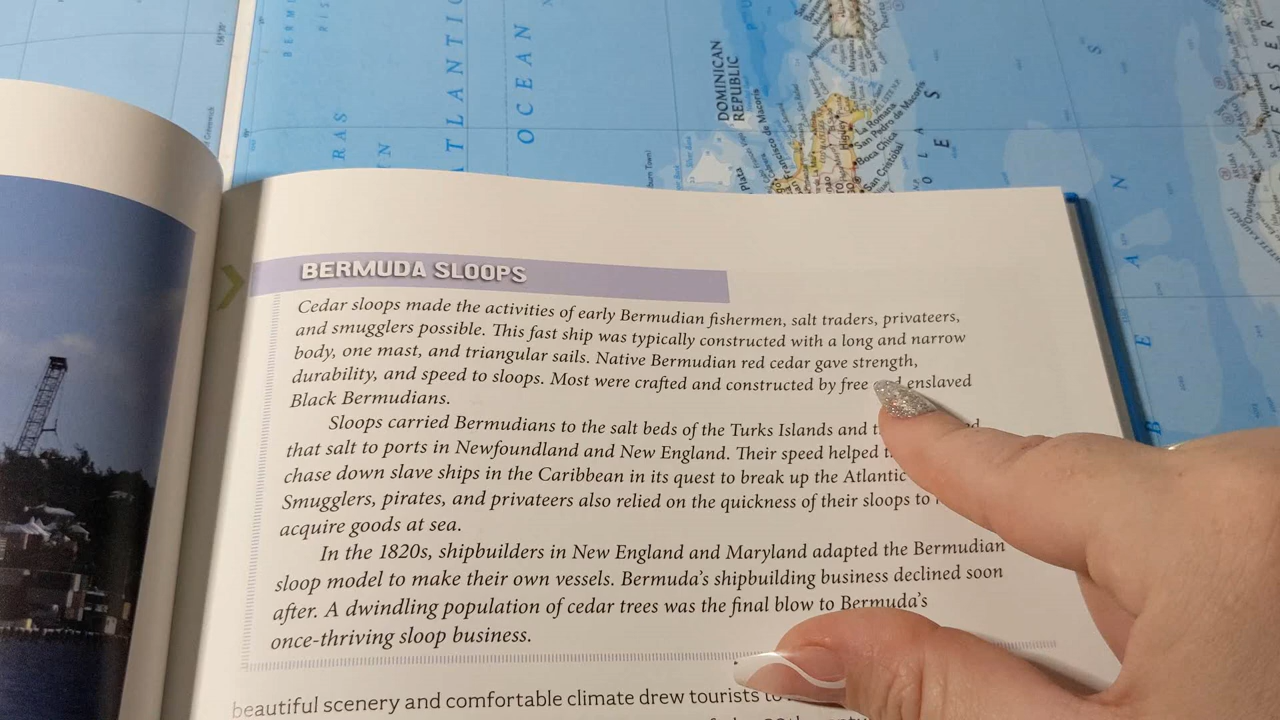 BERMI
RIS
ATLANTIC
OCEAN
RAS
IN
DOMINICAN
REPUBLIC
La Romana
San Pedro de Macorís
Boca Chica
San Cristóbal
BERMUDA SLOOPS
Cedar sloops made the activities of early Bermudian fishermen, salt traders, privateers,
and smugglers possible. This fast ship was typically constructed with a long and narrow
body, one mast, and triangular sails. Native Bermudian red cedar gave strength,
durability, and speed to sloops. Most were crafted and constructed by free enslaved
Black Bermudians.
Sloops carried Bermudians to the salt beds of the Turks Islands and
that salt to ports in Newfoundland and New England. Their speed helped
chase down slave ships in the Caribbean in its quest to break up the Atlantic
Smugglers, pirates, and privateers also relied on the quickness of their sloops to
acquire goods at sea.
In the 1820s, shipbuilders in New England and Maryland adapted the Bermudian
sloop model to make their own vessels. Bermuda's shipbuilding business declined soon
after. A dwindling population of cedar trees was the final blow to Bermuda's
once-thriving sloop business.
beautiful scenery and comfortable climate drew tourists to